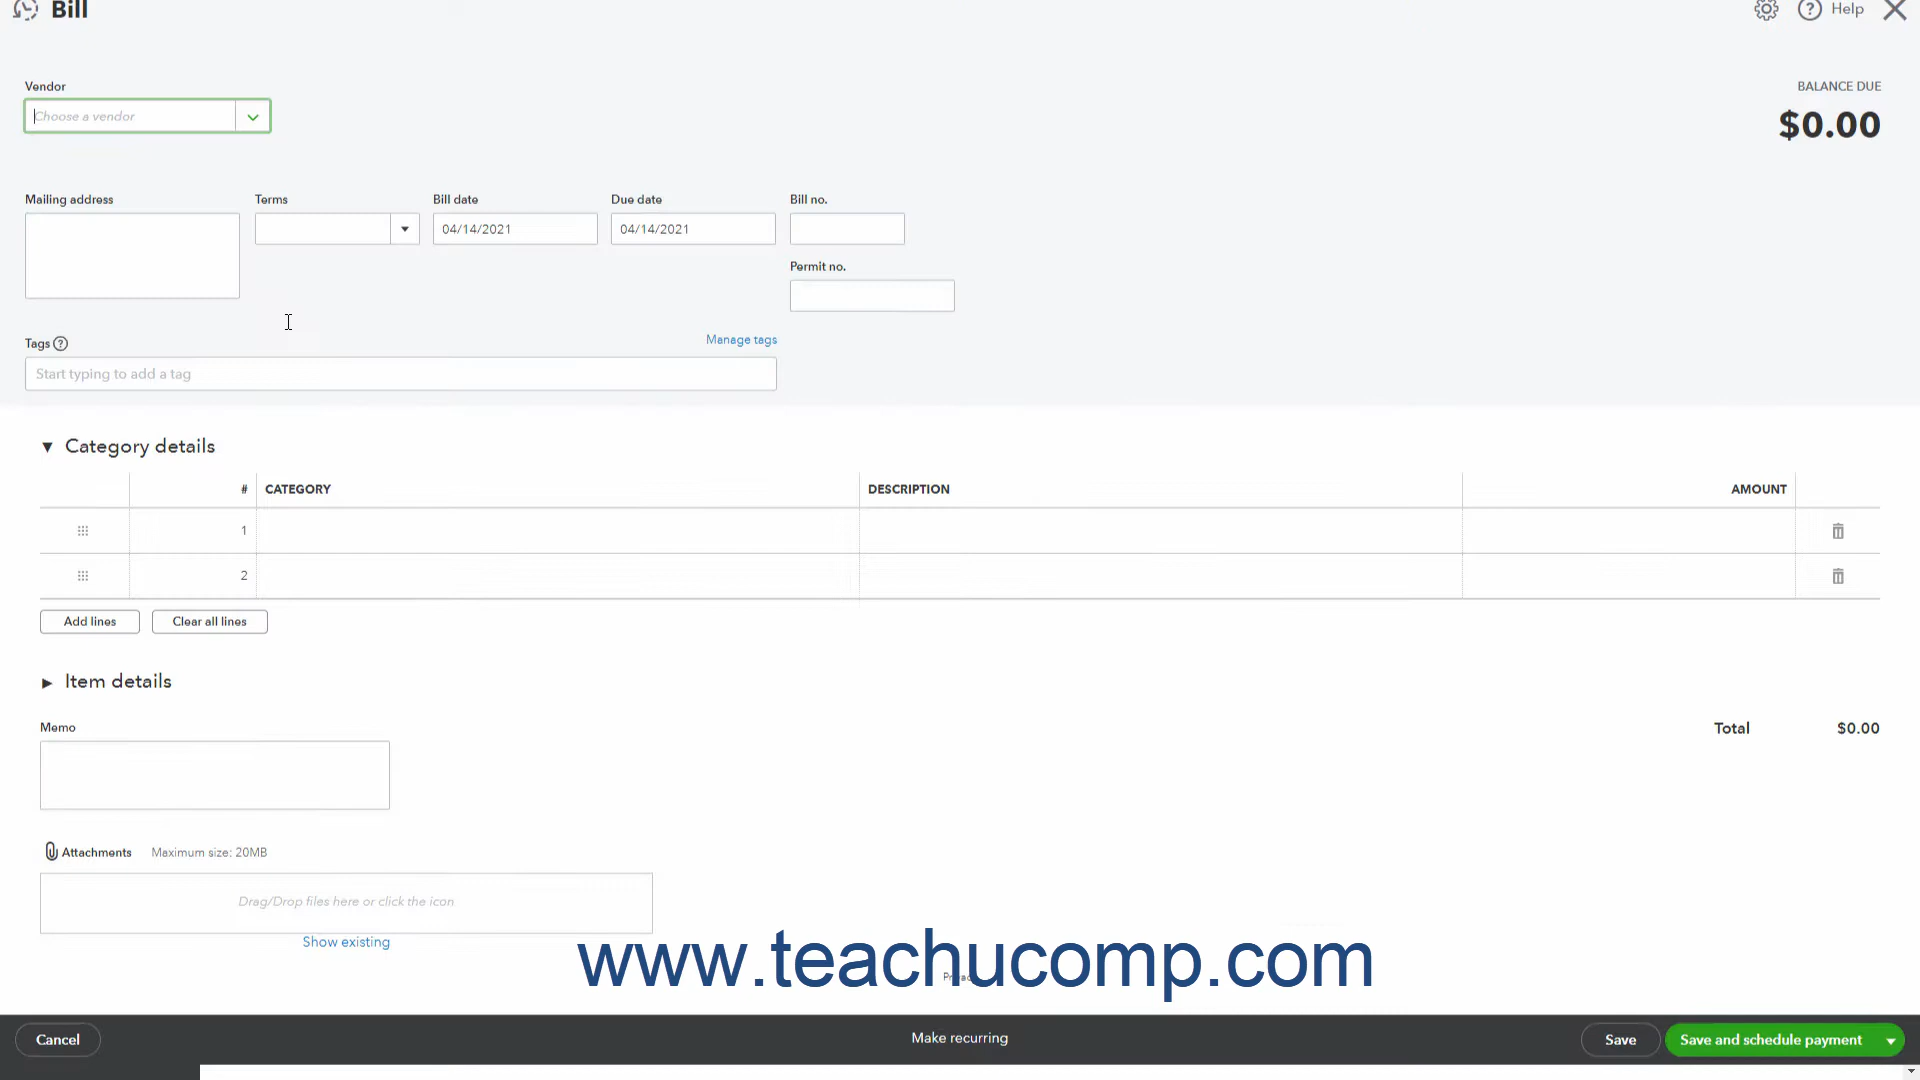 Bill
Help
Vendor
Choose a vendor
BALANCE DUE
$0.00
Mailing address
Terms
Bill date
Due date
Bill no.
04/14/2021
04/14/2021
Permit no.
Tags
Manage tags
Start typing to add a tag
Category details
# CATEGORY DESCRIPTION AMOUNT
1
2
Add lines
Clear all lines
Item details
Memo
Total $0.00
Attachments Maximum size: 20MB
Drag/Drop files here or click the icon
Show existing
www.teachucomp.com
Cancel
Make recurring
Save
Save and schedule payment